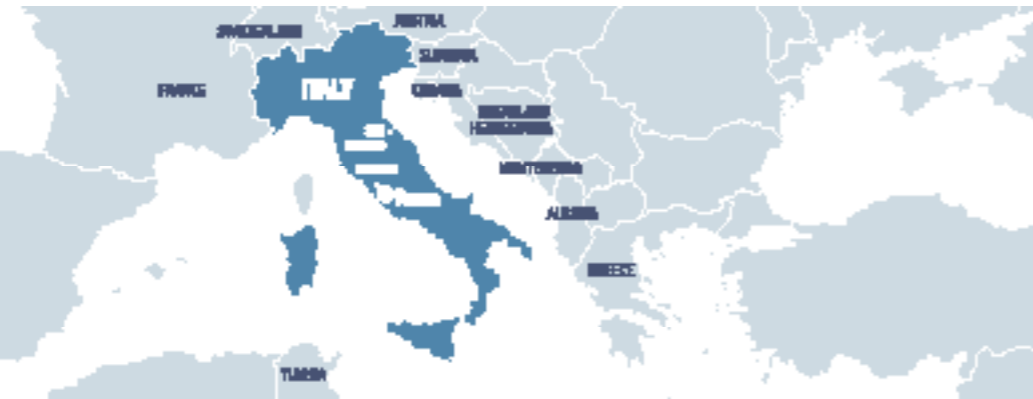 AUSTRIA
SWITZERLAND
SLOVENIA
ITALY
FRANCE
CROATIA
BOSNIA AND
HERZEGOVINA
MONTENEGRO
ALBANIA
GREECE
TUNISIA